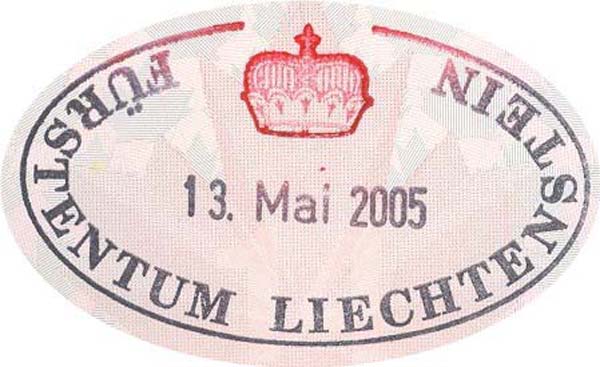 FÜRSTENTUM LIECHTENSTEIN
13. Mai 2005